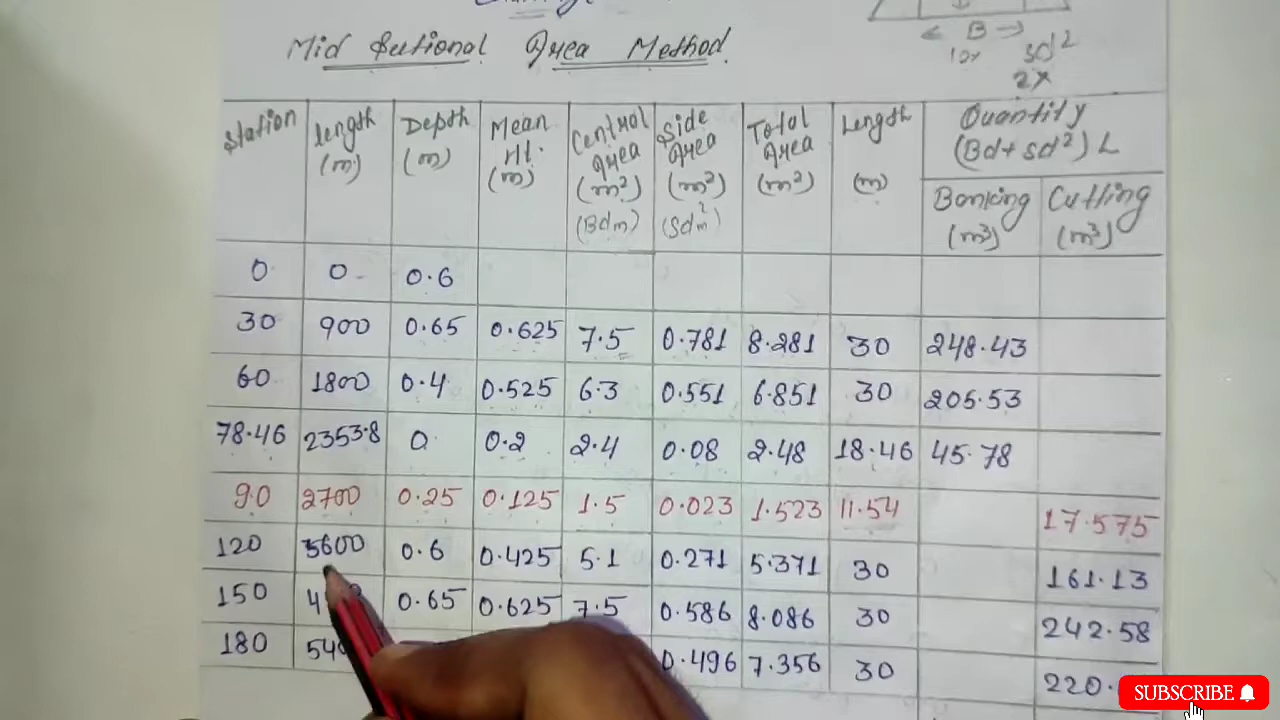 Mid Sectional Area Method
< B ->
10x Sd²
2x
Station Length (m) Depth (m) Mean Ht. (m) Central Area (m²) (Bdm) Side Area (m²) (Sdm²) Total Area (m²) Length (m) Quantity (Bd+Sd²) L
Banking (m³) Cutting (m³)
0 0 0.6
30 900 0.65 0.625 7.5 0.781 8.281 30 248.43
60 1800 0.4 0.525 6.3 0.551 6.851 30 205.53
78.46 2353.8 0 0.2 2.4 0.08 2.48 18.46 45.78
90 2700 0.25 0.125 1.5 0.023 1.523 11.54 17.575
120 3600 0.6 0.425 5.1 0.271 5.371 30 161.13
150 0.65 0.625 7.5 0.586 8.086 30 242.58
180 0.496 7.356 30
SUBSCRIBE